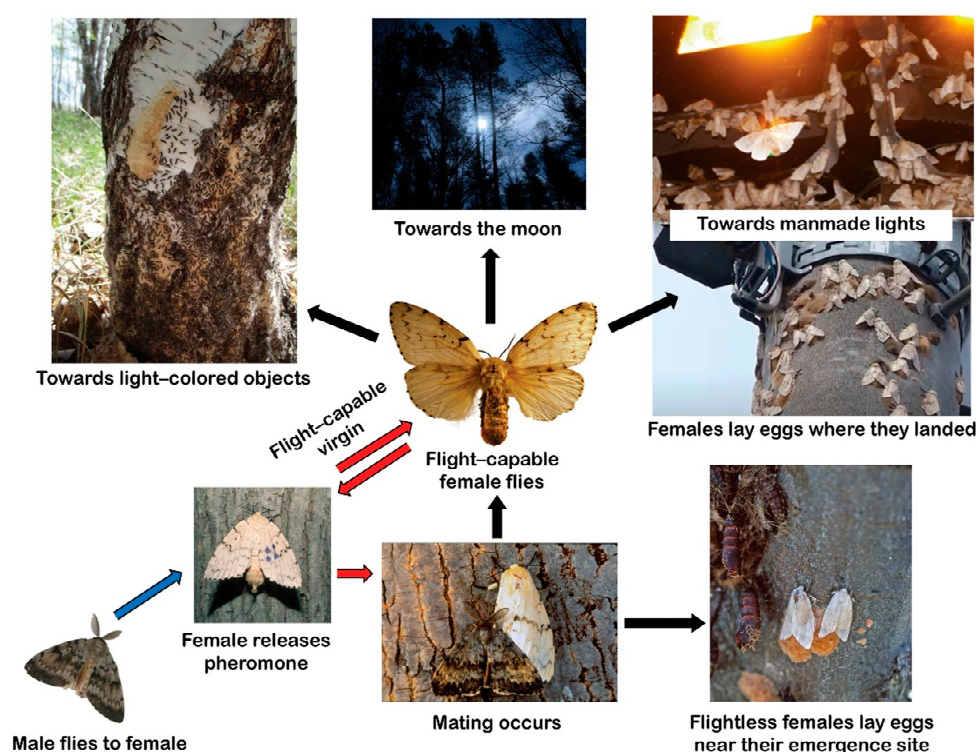 Towards the moon
Towards manmade lights
Towards light–colored objects
Females lay eggs where they landed
Flight–capable
virgin
Flight–capable
female flies
Female releases
pheromone
Mating occurs
Flightless females lay eggs
near their emergence site
Male flies to female